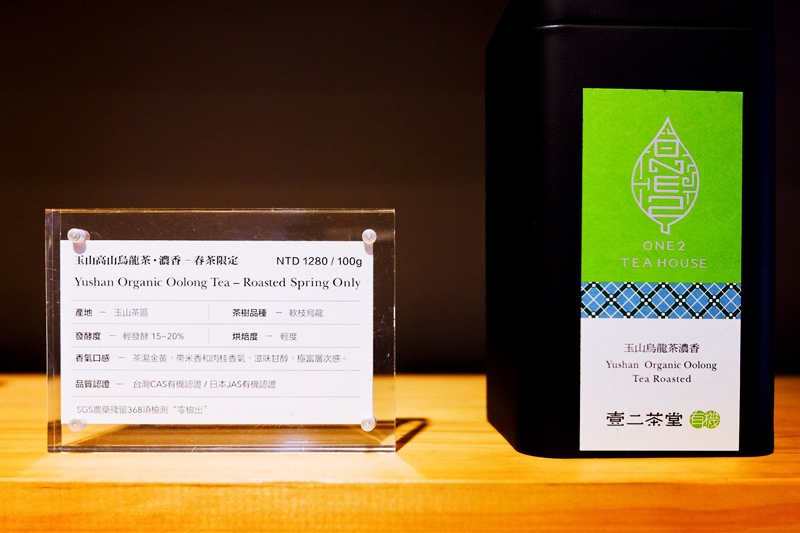 玉山高山烏龍茶・濃香 – 春茶限定 NTD 1280 / 100g
Yushan Organic Oolong Tea – Roasted Spring Only
產地 — 玉山茶區 茶樹品種 — 軟枝烏龍
發酵度 — 輕發酵 15-20% 烘焙度 — 輕度
香氣口感 — 茶湯金黃，帶米香和肉桂香氣，滋味甘醇，極富層次感。
品質認證 — 台灣CAS有機認證 / 日本JAS有機認證
SGS農藥殘留368項檢測“零檢出”
ONE2
ONE2
TEA HOUSE
玉山烏龍茶濃香
Yushan Organic Oolong
Tea Roasted
壹二茶堂 有機